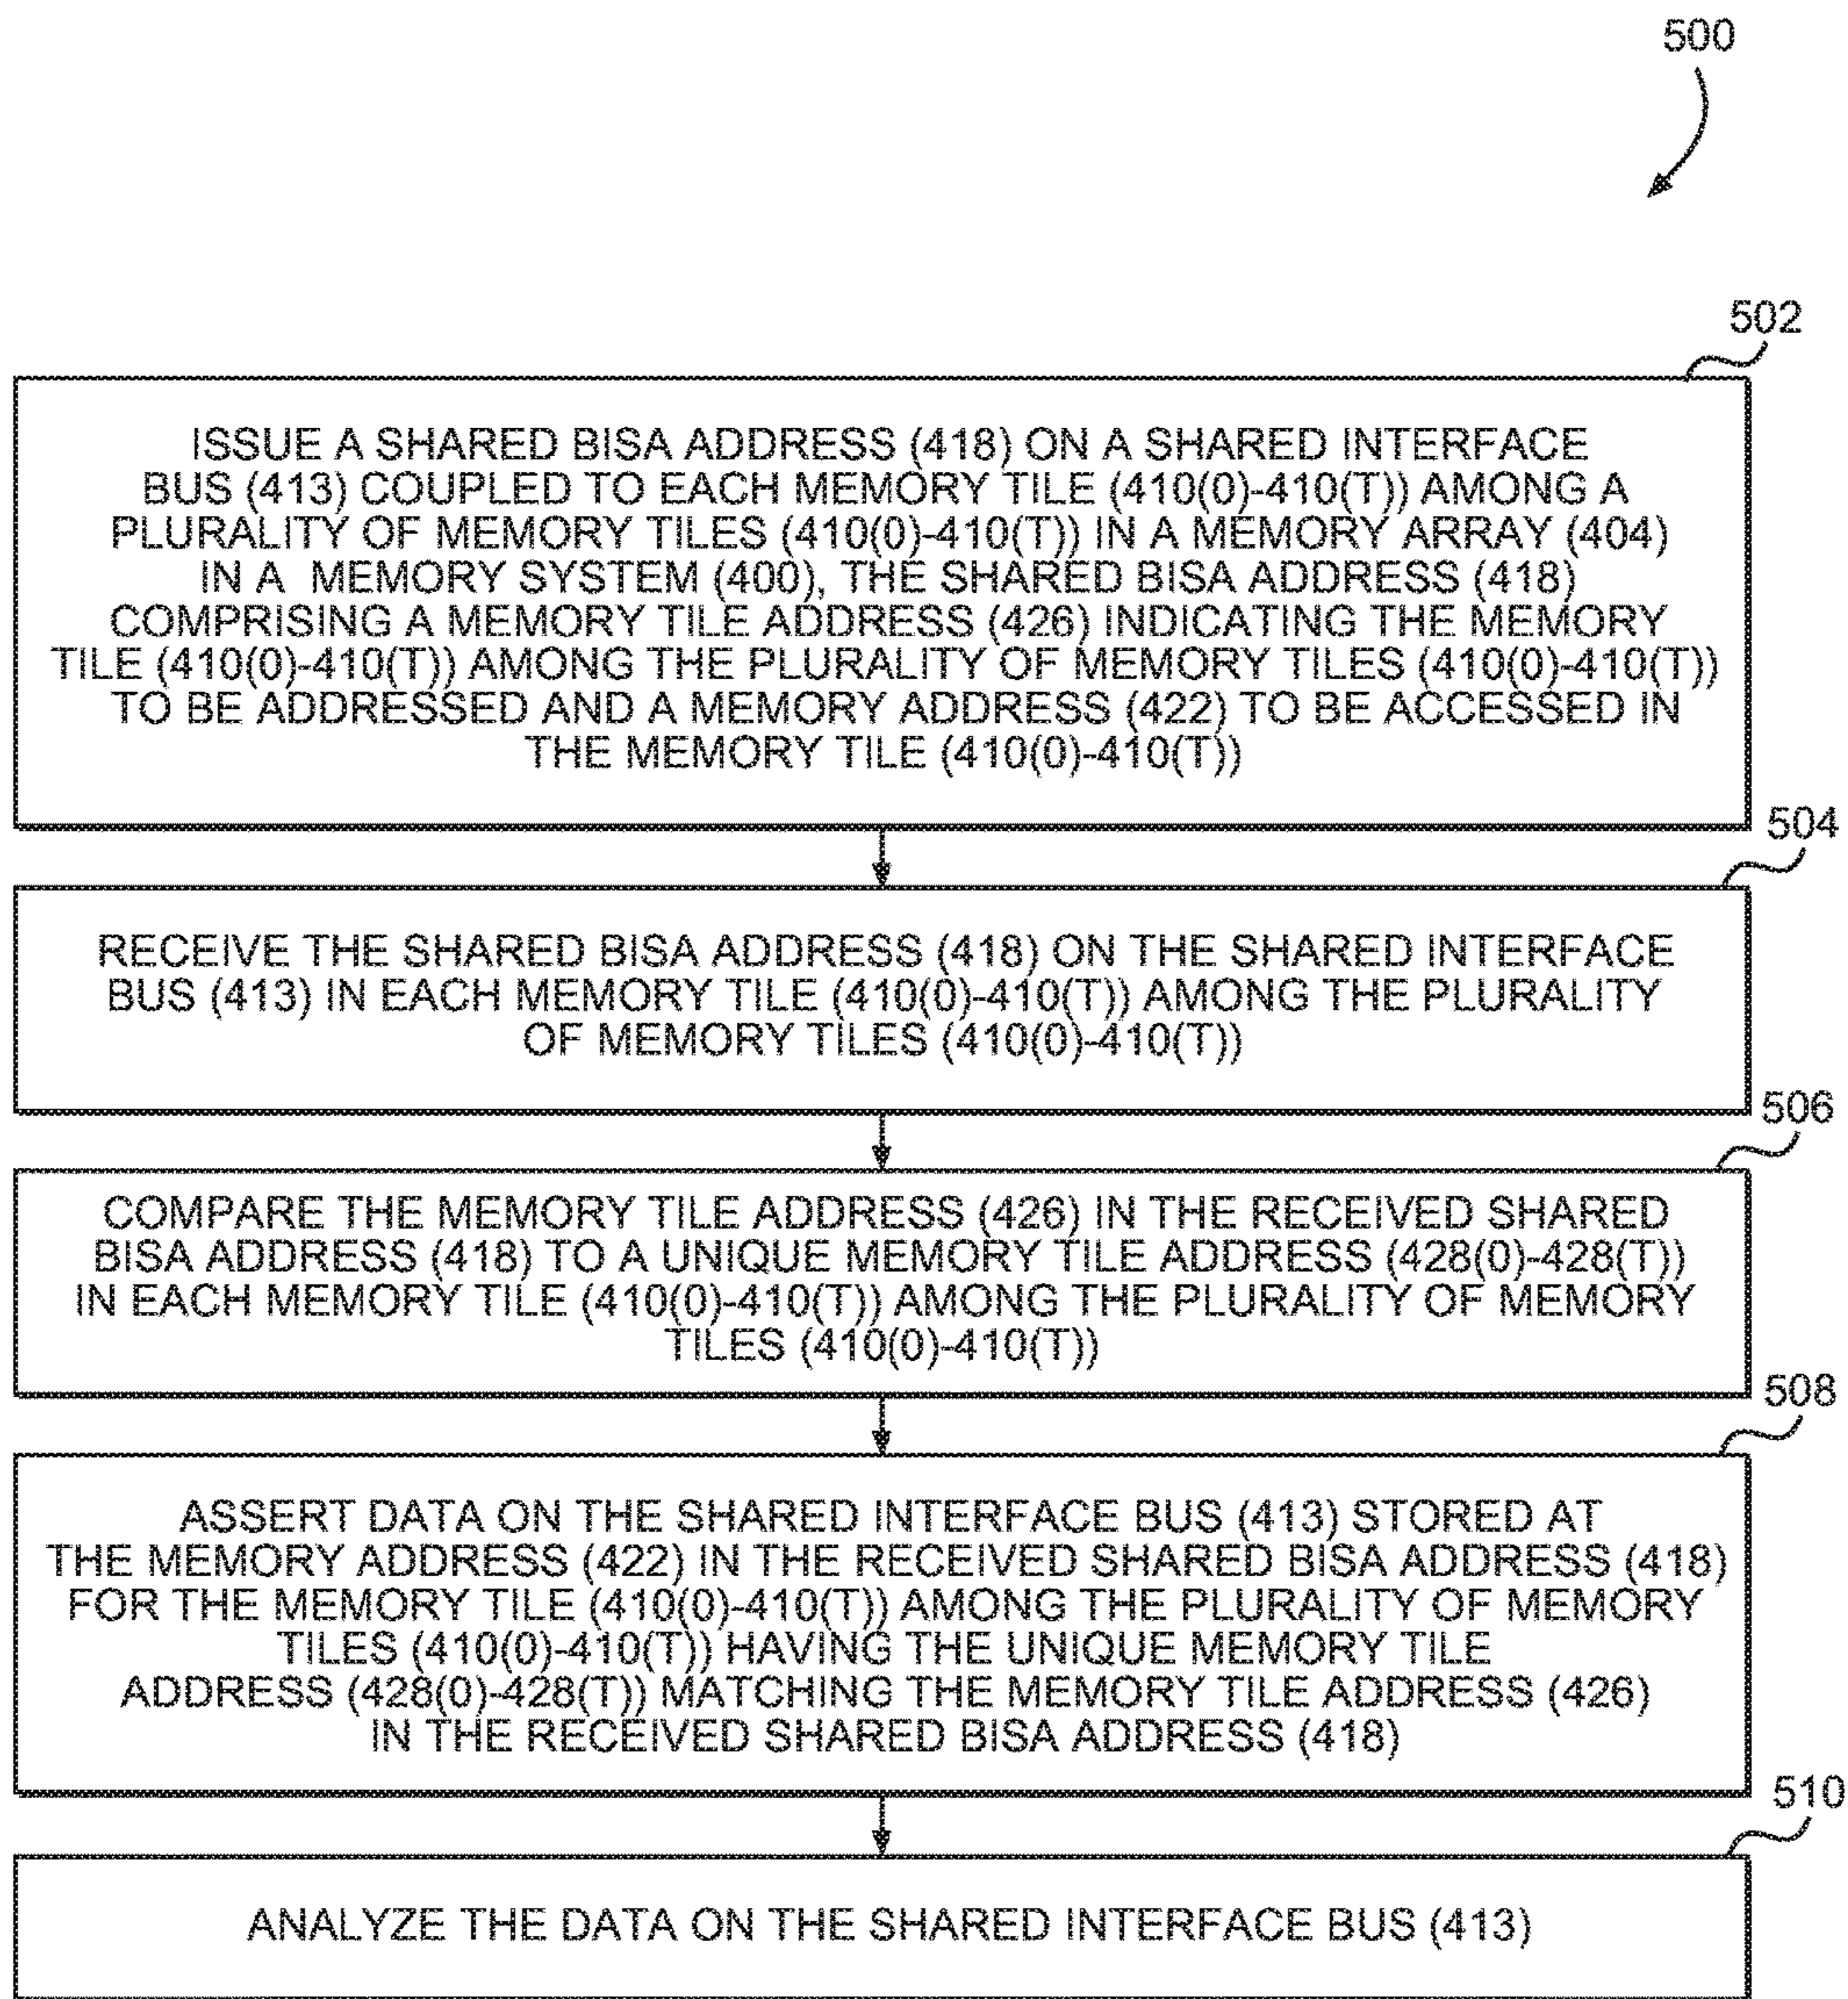 500
502
ISSUE A SHARED BISA ADDRESS (418) ON A SHARED INTERFACE
BUS (413) COUPLED TO EACH MEMORY TILE (410(0)-410(T)) AMONG A
PLURALITY OF MEMORY TILES (410(0)-410(T)) IN A MEMORY ARRAY (404)
IN A MEMORY SYSTEM (400), THE SHARED BISA ADDRESS (418)
COMPRISING A MEMORY TILE ADDRESS (426) INDICATING THE MEMORY
TILE (410(0)-410(T)) AMONG THE PLURALITY OF MEMORY TILES (410(0)-410(T))
TO BE ADDRESSED AND A MEMORY ADDRESS (422) TO BE ACCESSED IN
THE MEMORY TILE (410(0)-410(T))
504
RECEIVE THE SHARED BISA ADDRESS (418) ON THE SHARED INTERFACE
BUS (413) IN EACH MEMORY TILE (410(0)-410(T)) AMONG THE PLURALITY
OF MEMORY TILES (410(0)-410(T))
506
COMPARE THE MEMORY TILE ADDRESS (426) IN THE RECEIVED SHARED
BISA ADDRESS (418) TO A UNIQUE MEMORY TILE ADDRESS (428(0)-428(T))
IN EACH MEMORY TILE (410(0)-410(T)) AMONG THE PLURALITY OF MEMORY
TILES (410(0)-410(T))
508
ASSERT DATA ON THE SHARED INTERFACE BUS (413) STORED AT
THE MEMORY ADDRESS (422) IN THE RECEIVED SHARED BISA ADDRESS (418)
FOR THE MEMORY TILE (410(0)-410(T)) AMONG THE PLURALITY OF MEMORY
TILES (410(0)-410(T)) HAVING THE UNIQUE MEMORY TILE
ADDRESS (428(0)-428(T)) MATCHING THE MEMORY TILE ADDRESS (426)
IN THE RECEIVED SHARED BISA ADDRESS (418)
510
ANALYZE THE DATA ON THE SHARED INTERFACE BUS (413)